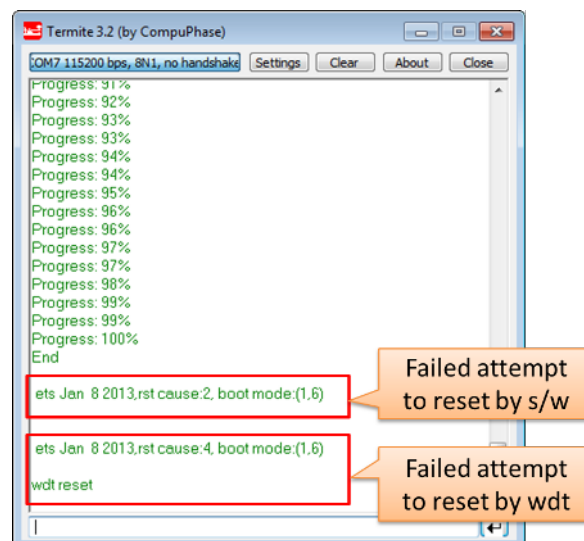 Termite 3.2 (by CompuPhase)
COM7 115200 bps, 8N1, no handshake Settings Clear About Close
Progress: 91%
Progress: 92%
Progress: 93%
Progress: 93%
Progress: 94%
Progress: 94%
Progress: 95%
Progress: 96%
Progress: 96%
Progress: 97%
Progress: 97%
Progress: 98%
Progress: 99%
Progress: 99%
Progress: 100%
End
ets Jan 8 2013,rst cause:2, boot mode:(1,6)
Failed attempt
to reset by s/w
ets Jan 8 2013,rst cause:4, boot mode:(1,6)
wdt reset
Failed attempt
to reset by wdt